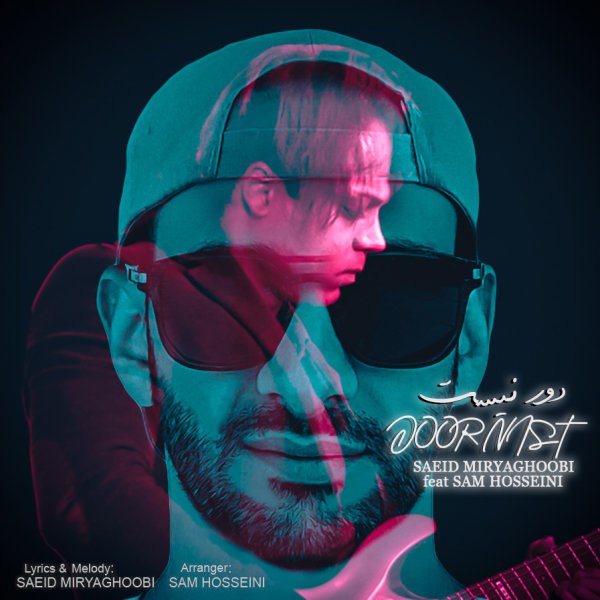 دور نیست
DOOR NIST
SAEID MIRYAGHOOBI
feat SAM HOSSEINI
Lyrics & Melody:
SAEID MIRYAGHOOBI
Arranger:
SAM HOSSEINI